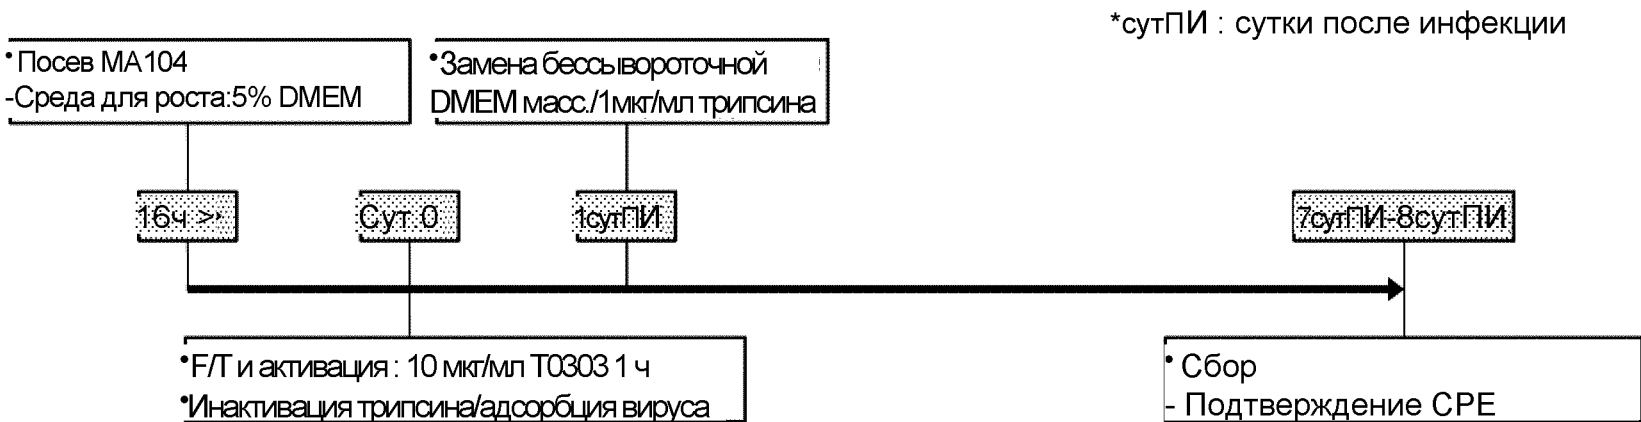 *сутПИ : сутки после инфекции
•Посев MA104
-Среда для роста:5% DMEM
•Замена бессывороточной
DMEM масс./1мкг/мл трипсина
16ч >•
Сут 0
1сутПИ
7сутПИ-8сутПИ
•F/T и активация : 10 мкг/мл T0303 1 ч
•Инактивация трипсина/адсорбция вируса
• Сбор
- Подтверждение CPE